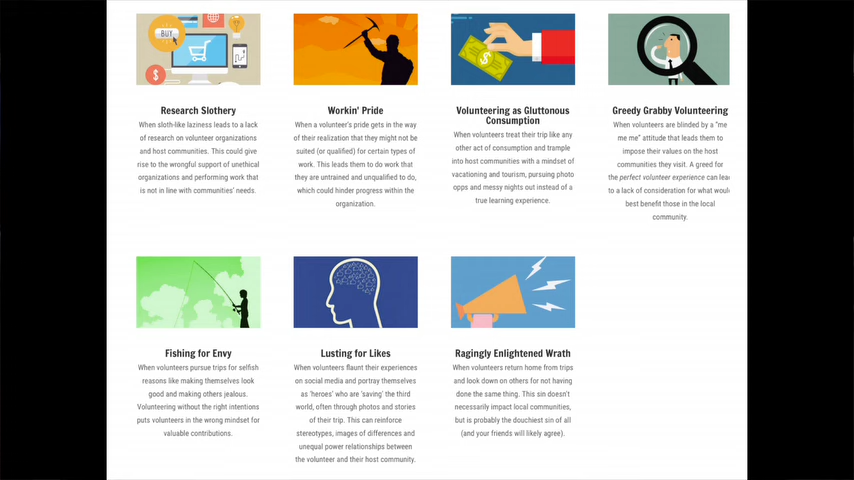 BUY
$
$
Research Slothery
When sloth-like laziness leads to a lack
of research on volunteer organizations
and host communities. This could give
rise to the wrongful support of unethical
organizations and performing work that
is not in line with communities' needs.
Workin' Pride
When a volunteer's pride gets in the way
of their realization that they might not be
suited (or qualified) for certain types of
work. This leads them to do work that
they are untrained and unqualified to do,
which could hinder progress within the
organization.
Volunteering as Gluttonous
Consumption
When volunteers treat their trip like any
other act of consumption and trample
into host communities with a mindset of
vacationing and tourism, pursuing photo
opps and messy nights out instead of a
true learning experience.
Greedy Grabby Volunteering
When volunteers are blinded by a "me
me me" attitude that leads them to
impose their values on the host
communities they visit. A greed for
the perfect volunteer experience can lead
to a lack of consideration for what would
best benefit those in the local
community.
Fishing for Envy
When volunteers pursue trips for selfish
reasons like making themselves look
good and making others jealous.
Volunteering without the right intentions
puts volunteers in the wrong mindset for
valuable contributions.
Lusting for Likes
When volunteers flaunt their experiences
on social media and portray themselves
as 'heroes' who are 'saving' the third
world, often through photos and stories
of their trip. This can reinforce
stereotypes, images of differences and
unequal power relationships between
the volunteer and their host community.
Ragingly Enlightened Wrath
When volunteers return home from trips
and look down on others for not having
done the same thing. This sin doesn't
necessarily impact local communities,
but is probably the douchiest sin of all
(and your friends will likely agree).